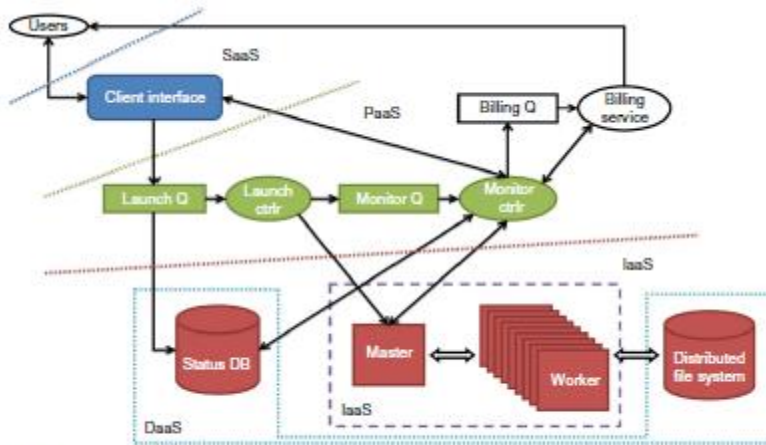 Users
SaaS
Client interface
PaaS
Billing Q
Billing
service
Launch Q
Launch
ctrlr
Monitor Q
Monitor
ctrlr
IaaS
Status DB
Master
Worker
Distributed
file system
DaaS
IaaS